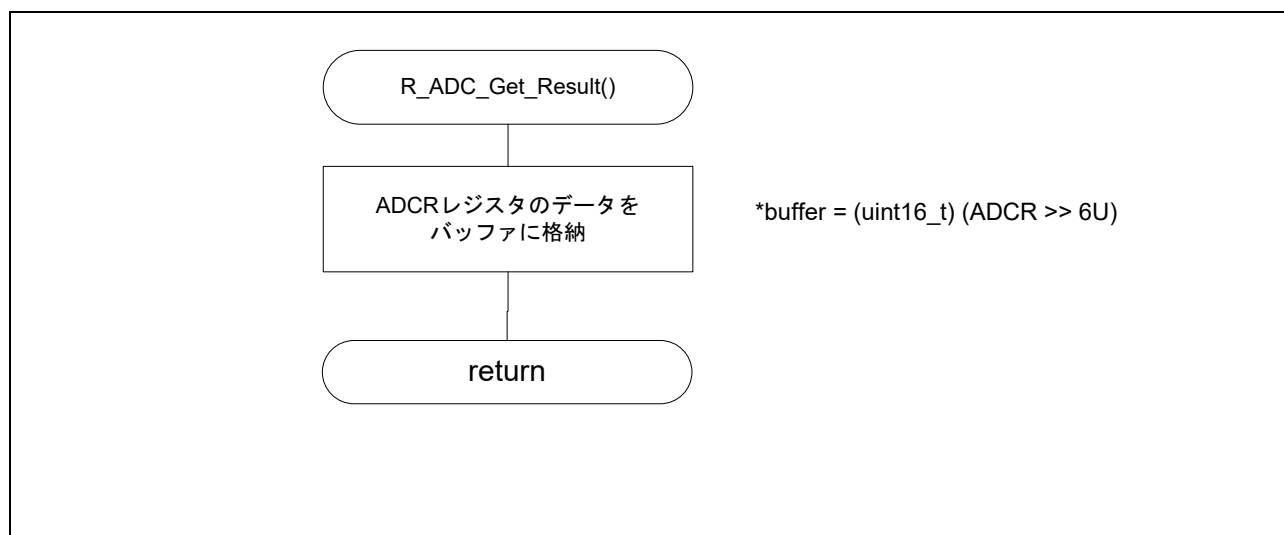 R_ADC_Get_Result()
ADCRレジスタのデータを
バッファに格納
*buffer = (uint16_t) (ADCR >> 6U)
return